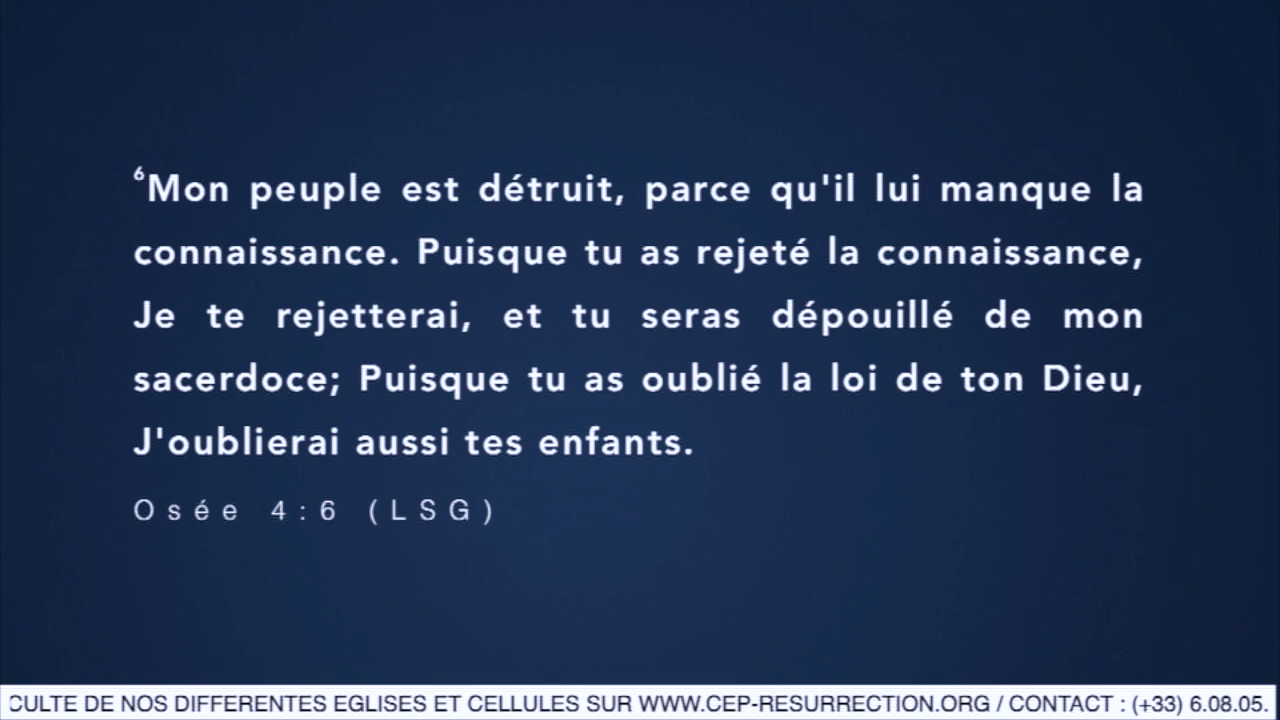 ⁶Mon peuple est détruit, parce qu'il lui manque la
connaissance. Puisque tu as rejeté la connaissance,
Je te rejetterai, et tu seras dépouillé de mon
sacerdoce; Puisque tu as oublié la loi de ton Dieu,
J'oublierai aussi tes enfants.
Osée 4:6 (LSG)
CULTE DE NOS DIFFERENTES EGLISES ET CELLULES SUR WWW.CEP-RESURRECTION.ORG / CONTACT : (+33) 6.08.05.